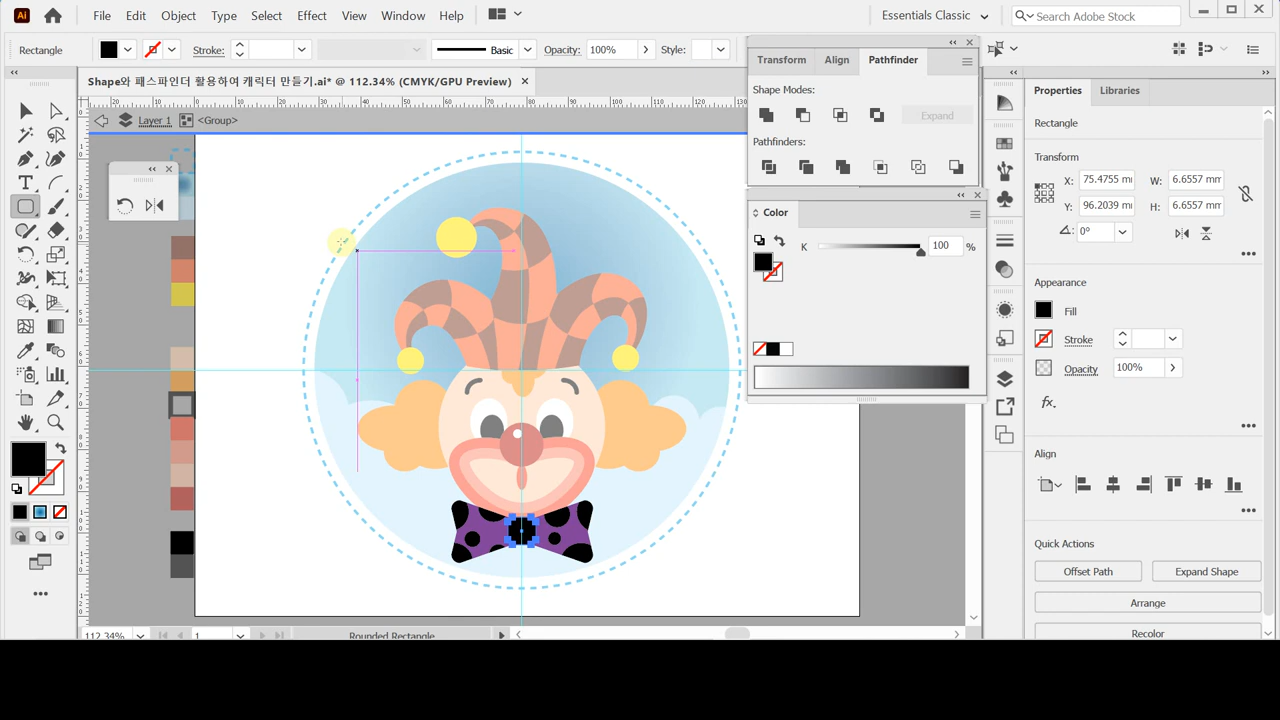 Ai File Edit Object Type Select Effect View Window Help Essentials Classic Search Adobe Stock
Rectangle Stroke: Basic Opacity: 100% Style:
Shape와 패스파인더 활용하여 캐릭터 만들기.ai* @ 112.34% (CMYK/GPU Preview)
Layer 1 <Group>
Transform Align Pathfinder
Shape Modes:
Expand
Pathfinders:
Color
K 100 %
Properties Libraries
Rectangle
Transform
X: 75.4755 mm W: 6.6557 mm
Y: 96.2039 mm H: 6.6557 mm
0°
Appearance
Fill
Stroke
Opacity 100%
fx.
Align
Quick Actions
Offset Path Expand Shape
Arrange
Recolor
112.34% 1 Rounded Rectangle